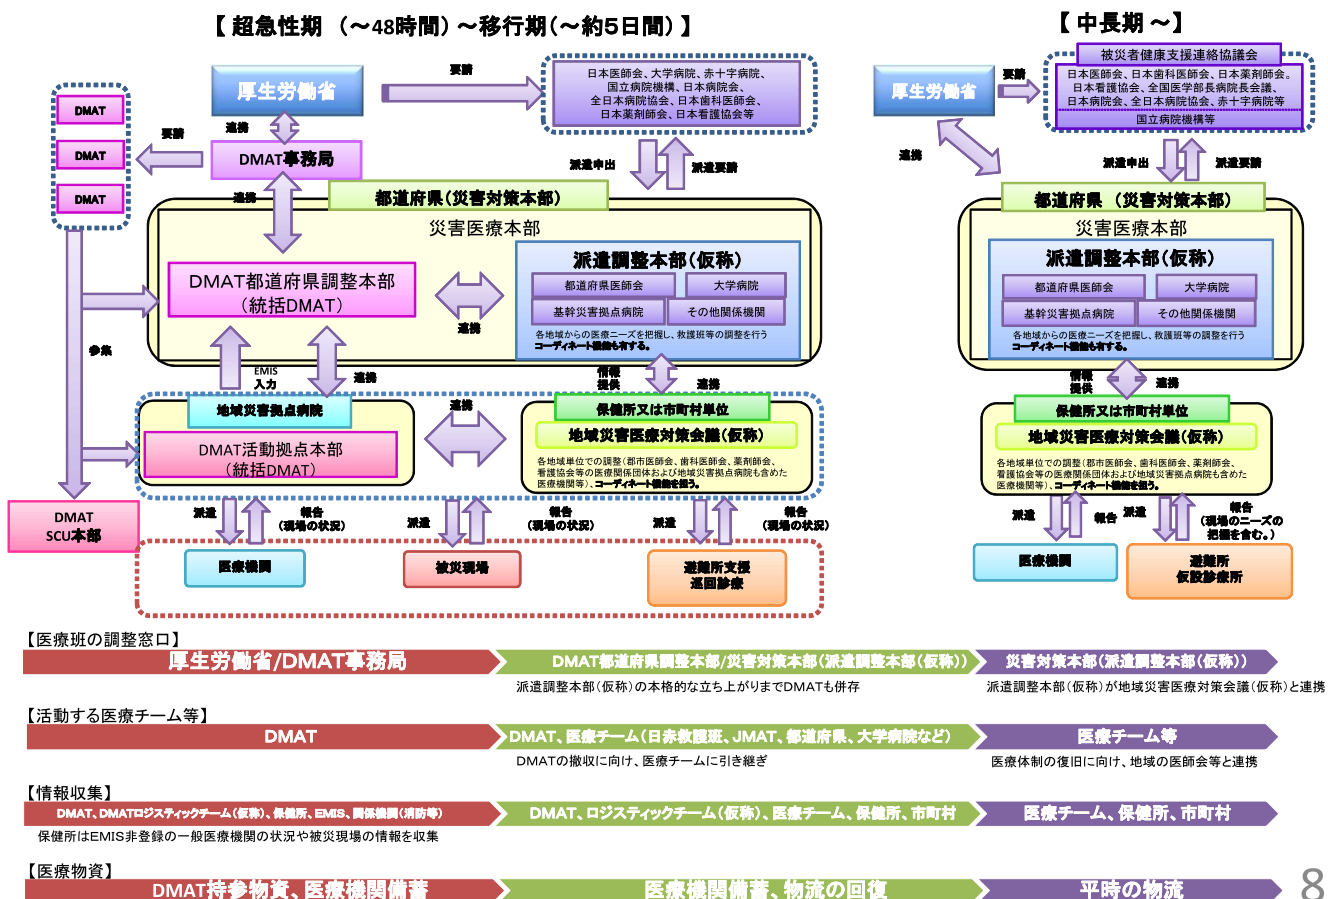 【 超急性期 （～48時間）～移行期（～約5日間）】
【 中長期 ～】
厚生労働省
要請
日本医師会、大学病院、赤十字病院、
国立病院機構、日本病院会、
全日本病院協会、日本歯科医師会、
日本薬剤師会、日本看護協会等
DMAT
DMAT
DMAT
要請
連携
DMAT事務局
連携
派遣申出
派遣要請
都道府県（災害対策本部）
災害医療本部
DMAT都道府県調整本部
（統括DMAT）
連携
派遣調整本部（仮称）
都道府県医師会
大学病院
基幹災害拠点病院
その他関係機関
各地域からの医療ニーズを把握し、救護班等の調整を行う
コーディネート機能も有する。
参集
EMIS
入力
連携
情報
提供
連携
地域災害拠点病院
DMAT活動拠点本部
（統括DMAT）
連携
保健所又は市町村単位
地域災害医療対策会議（仮称）
各地域単位での調整（郡市医師会、歯科医師会、薬剤師会、
看護協会等の医療関係団体および地域災害拠点病院も含めた
医療機関等）、コーディネート機能を担う。
DMAT
SCU本部
派遣
報告
（現場の状況）
派遣
報告
（現場の状況）
派遣
報告
（現場の状況）
医療機関
被災現場
避難所支援
巡回診療
厚生労働省
要請
被災者健康支援連絡協議会
日本医師会、日本歯科医師会、日本薬剤師会。
日本看護協会、全国医学部長病院長会議、
日本病院会、全日本病院協会、赤十字病院等
国立病院機構等
連携
派遣申出
派遣要請
都道府県 （災害対策本部）
災害医療本部
派遣調整本部（仮称）
都道府県医師会
大学病院
基幹災害拠点病院
その他関係機関
各地域からの医療ニーズを把握し、救護班等の調整を行う
コーディネート機能も有する。
情報
提供
連携
保健所又は市町村単位
地域災害医療対策会議（仮称）
各地域単位での調整（郡市医師会、歯科医師会、薬剤師会、
看護協会等の医療関係団体および地域災害拠点病院も含めた
医療機関等）、コーディネート機能を担う。
派遣
報告
派遣
報告
（現場のニーズの
把握を含む。）
医療機関
避難所
仮設診療所
【医療班の調整窓口】
厚生労働省/DMAT事務局
DMAT都道府県調整本部/災害対策本部（派遣調整本部（仮称））
災害対策本部（派遣調整本部（仮称））
派遣調整本部（仮称）の本格的な立ち上がりまでDMATも併存
派遣調整本部（仮称）が地域災害医療対策会議（仮称）と連携
【活動する医療チーム等】
DMAT
DMAT、医療チーム（日赤救護班、JMAT、都道府県、大学病院など）
医療チーム等
DMATの撤収に向け、医療チームに引き継ぎ
医療体制の復旧に向け、地域の医師会等と連携
【情報収集】
DMAT、DMATロジスティックチーム（仮称）、保健所、EMIS、関係機関（消防等）
DMAT、ロジスティックチーム（仮称）、医療チーム、保健所、市町村
医療チーム、保健所、市町村
保健所はEMIS非登録の一般医療機関の状況や被災現場の情報を収集
【医療物資】
DMAT持参物資、医療機関備蓄
医療機関備蓄、物流の回復
平時の物流
8